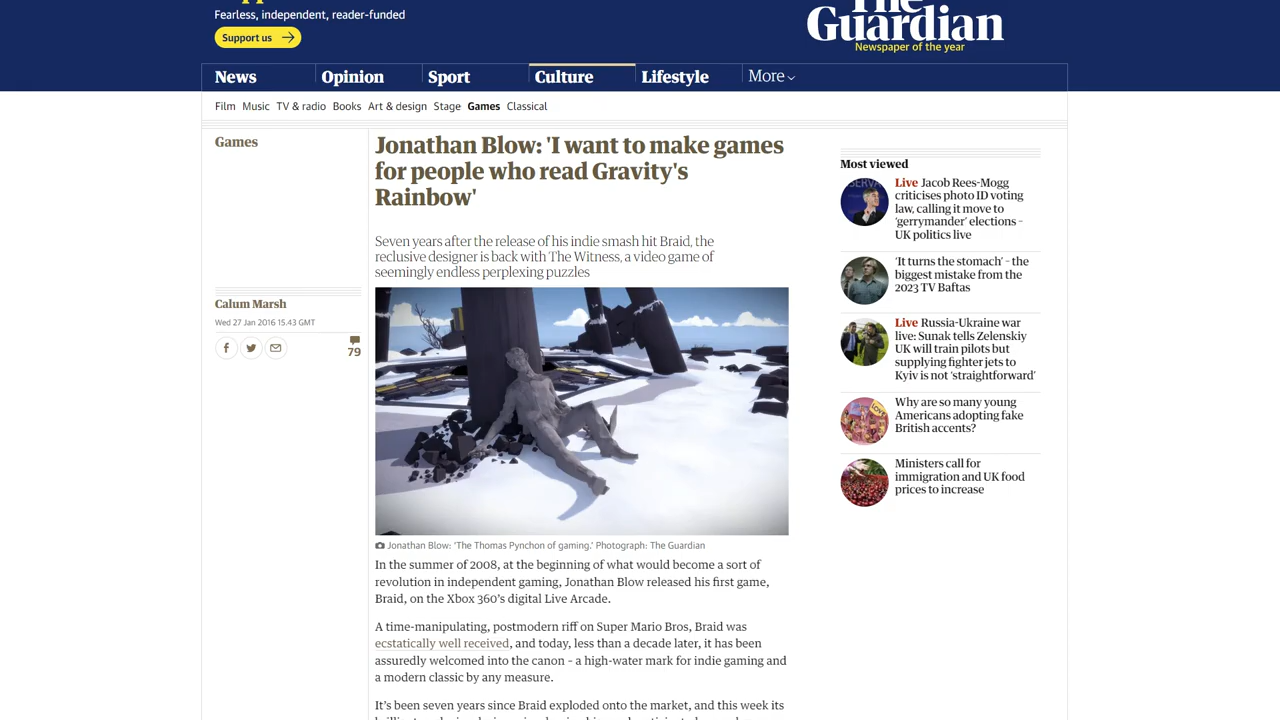 Fearless, independent, reader-funded
Support us
The
Guardian
Newspaper of the year
News
Opinion
Sport
Culture
Lifestyle
More
Film Music TV & radio Books Art & design Stage Games Classical
Games
Jonathan Blow: 'I want to make games
for people who read Gravity's
Rainbow'
Seven years after the release of his indie smash hit Braid, the
reclusive designer is back with The Witness, a video game of
seemingly endless perplexing puzzles
Calum Marsh
Wed 27 Jan 2016 15.43 GMT
79
Jonathan Blow: 'The Thomas Pynchon of gaming.' Photograph: The Guardian
In the summer of 2008, at the beginning of what would become a sort of
revolution in independent gaming, Jonathan Blow released his first game,
Braid, on the Xbox 360's digital Live Arcade.
A time-manipulating, postmodern riff on Super Mario Bros, Braid was
ecstatically well received, and today, less than a decade later, it has been
assuredly welcomed into the canon – a high-water mark for indie gaming and
a modern classic by any measure.
It's been seven years since Braid exploded onto the market, and this week its
Most viewed
Live Jacob Rees-Mogg
criticises photo ID voting
law, calling it move to
'gerrymander' elections –
UK politics live
'It turns the stomach' – the
biggest mistake from the
2023 TV Baftas
Live Russia-Ukraine war
live: Sunak tells Zelenskiy
UK will train pilots but
supplying fighter jets to
Kyiv is not 'straightforward'
Why are so many young
Americans adopting fake
British accents?
Ministers call for
immigration and UK food
prices to increase